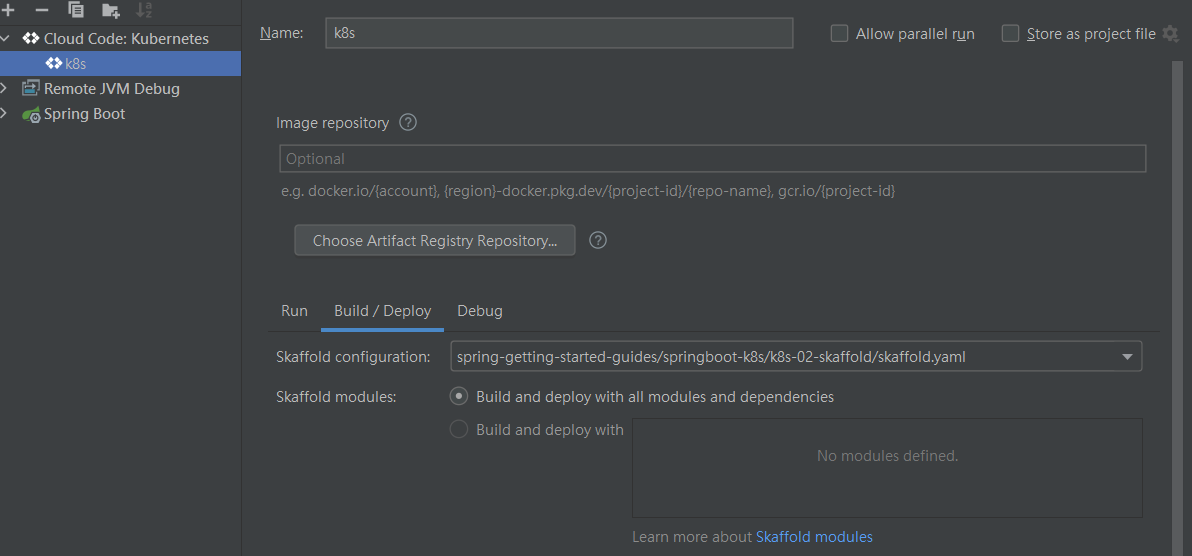 Cloud Code: Kubernetes
k8s
Remote JVM Debug
Spring Boot
Name: k8s Allow parallel run Store as project file
Image repository ?
Optional
e.g. docker.io/{account}, {region}-docker.pkg.dev/{project-id}/{repo-name}, gcr.io/{project-id}
Choose Artifact Registry Repository... ?
Run Build / Deploy Debug
Skaffold configuration: spring-getting-started-guides/springboot-k8s/k8s-02-skaffold/skaffold.yaml
Skaffold modules: Build and deploy with all modules and dependencies
Build and deploy with
No modules defined.
Learn more about Skaffold modules